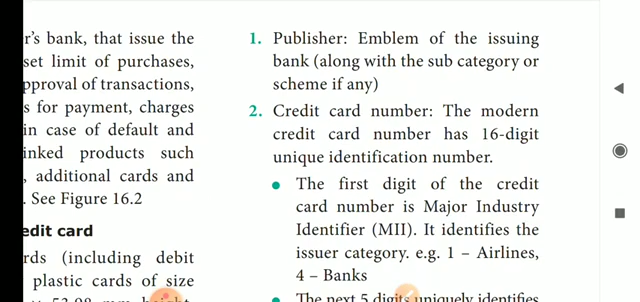 r's bank, that issue the
set limit of purchases,
pproval of transactions,
s for payment, charges
in case of default and
inked products such
, additional cards and
. See Figure 16.2
edit card
rds (including debit
plastic cards of size
53.98 mm height
1. Publisher: Emblem of the issuing
bank (along with the sub category or
scheme if any)
2. Credit card number: The modern
credit card number has 16-digit
unique identification number.
• The first digit of the credit
card number is Major Industry
Identifier (MII). It identifies the
issuer category. e.g. 1 – Airlines,
4 – Banks
• The next 5 digits uniquely identifies